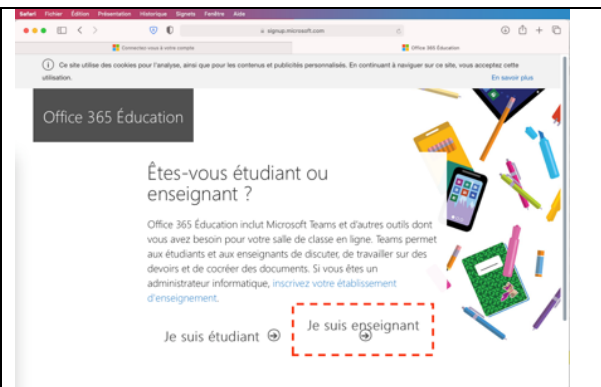 Safari Fichier Édition Présentation Historique Signets Fenêtre Aide
signup.microsoft.com
Connectez-vous à votre compte
Office 365 Éducation
Ce site utilise des cookies pour l'analyse, ainsi que pour les contenus et publicités personnalisés. En continuant à naviguer sur ce site, vous acceptez cette
utilisation.
En savoir plus
Office 365 Éducation
Êtes-vous étudiant ou
enseignant ?
Office 365 Éducation inclut Microsoft Teams et d'autres outils dont
vous avez besoin pour votre salle de classe en ligne. Teams permet
aux étudiants et aux enseignants de discuter, de travailler sur des
devoirs et de cocréer des documents. Si vous êtes un
administrateur informatique, inscrivez votre établissement
d'enseignement.
Je suis étudiant
Je suis enseignant